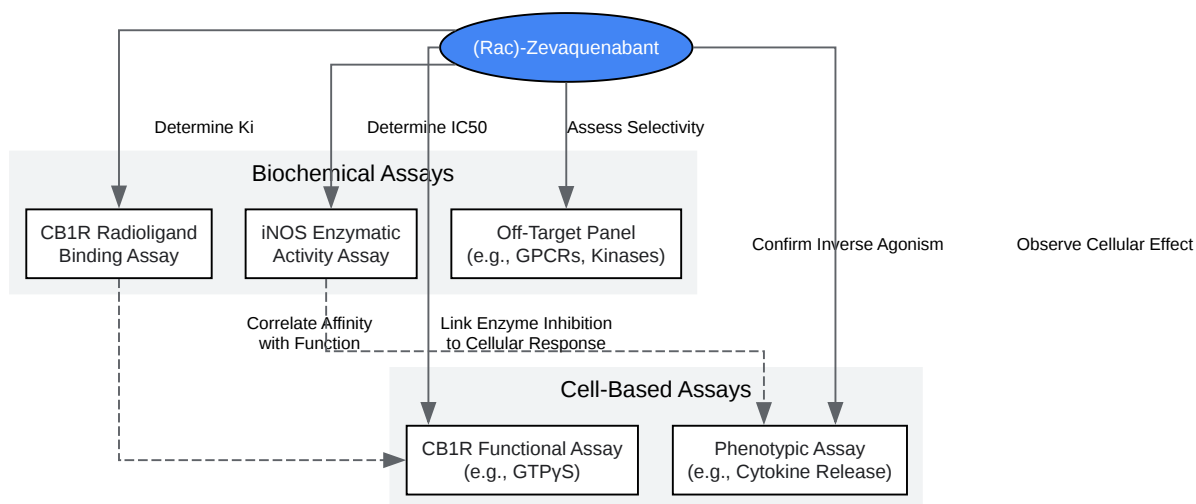 (Rac)-Zevaquenabant
Determine Ki
Determine IC50
Assess Selectivity
Biochemical Assays
CB1R Radioligand
Binding Assay
iNOS Enzymatic
Activity Assay
Off-Target Panel
(e.g., GPCRs, Kinases)
Confirm Inverse Agonism
Observe Cellular Effect
Correlate Affinity
with Function
Link Enzyme Inhibition
to Cellular Response
Cell-Based Assays
CB1R Functional Assay
(e.g., GTPγS)
Phenotypic Assay
(e.g., Cytokine Release)